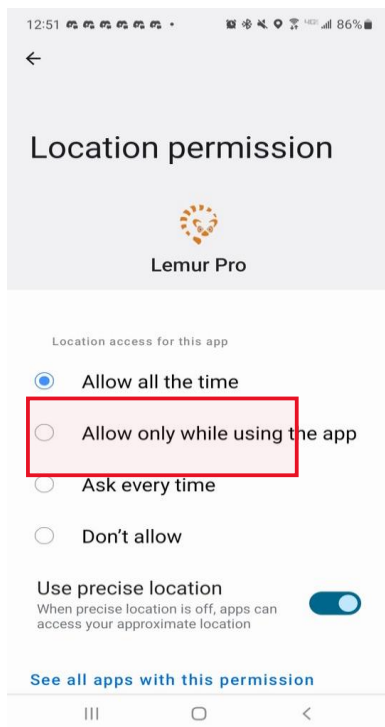 12:51
86%
Location permission
Lemur Pro
Location access for this app
Allow all the time
Allow only while using the app
Ask every time
Don't allow
Use precise location
When precise location is off, apps can
access your approximate location
See all apps with this permission